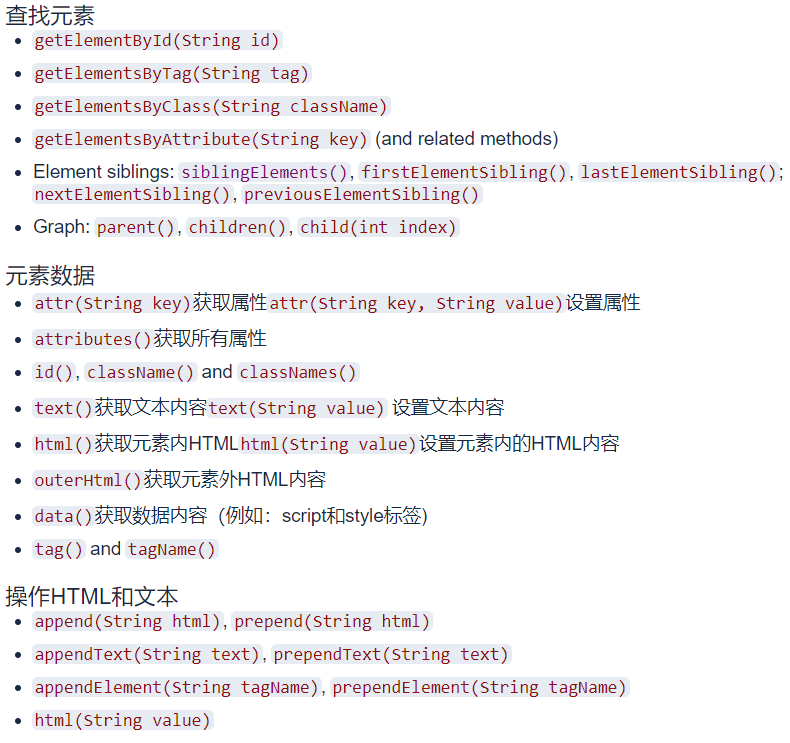 查找元素
• getElementById(String id)
• getElementsByTag(String tag)
• getElementsByClass(String className)
• getElementsByAttribute(String key) (and related methods)
• Element siblings: siblingElements(), firstElementSibling(), lastElementSibling();
nextElementSibling(), previousElementSibling()
• Graph: parent(), children(), child(int index)
元素数据
• attr(String key)获取属性attr(String key, String value)设置属性
• attributes()获取所有属性
• id(), className() and classNames()
• text()获取文本内容text(String value) 设置文本内容
• html()获取元素内HTMLhtml(String value)设置元素内的HTML内容
• outerHtml()获取元素外HTML内容
• data()获取数据内容（例如：script和style标签)
• tag() and tagName()
操作HTML和文本
• append(String html), prepend(String html)
• appendText(String text), prependText(String text)
• appendElement(String tagName), prependElement(String tagName)
• html(String value)